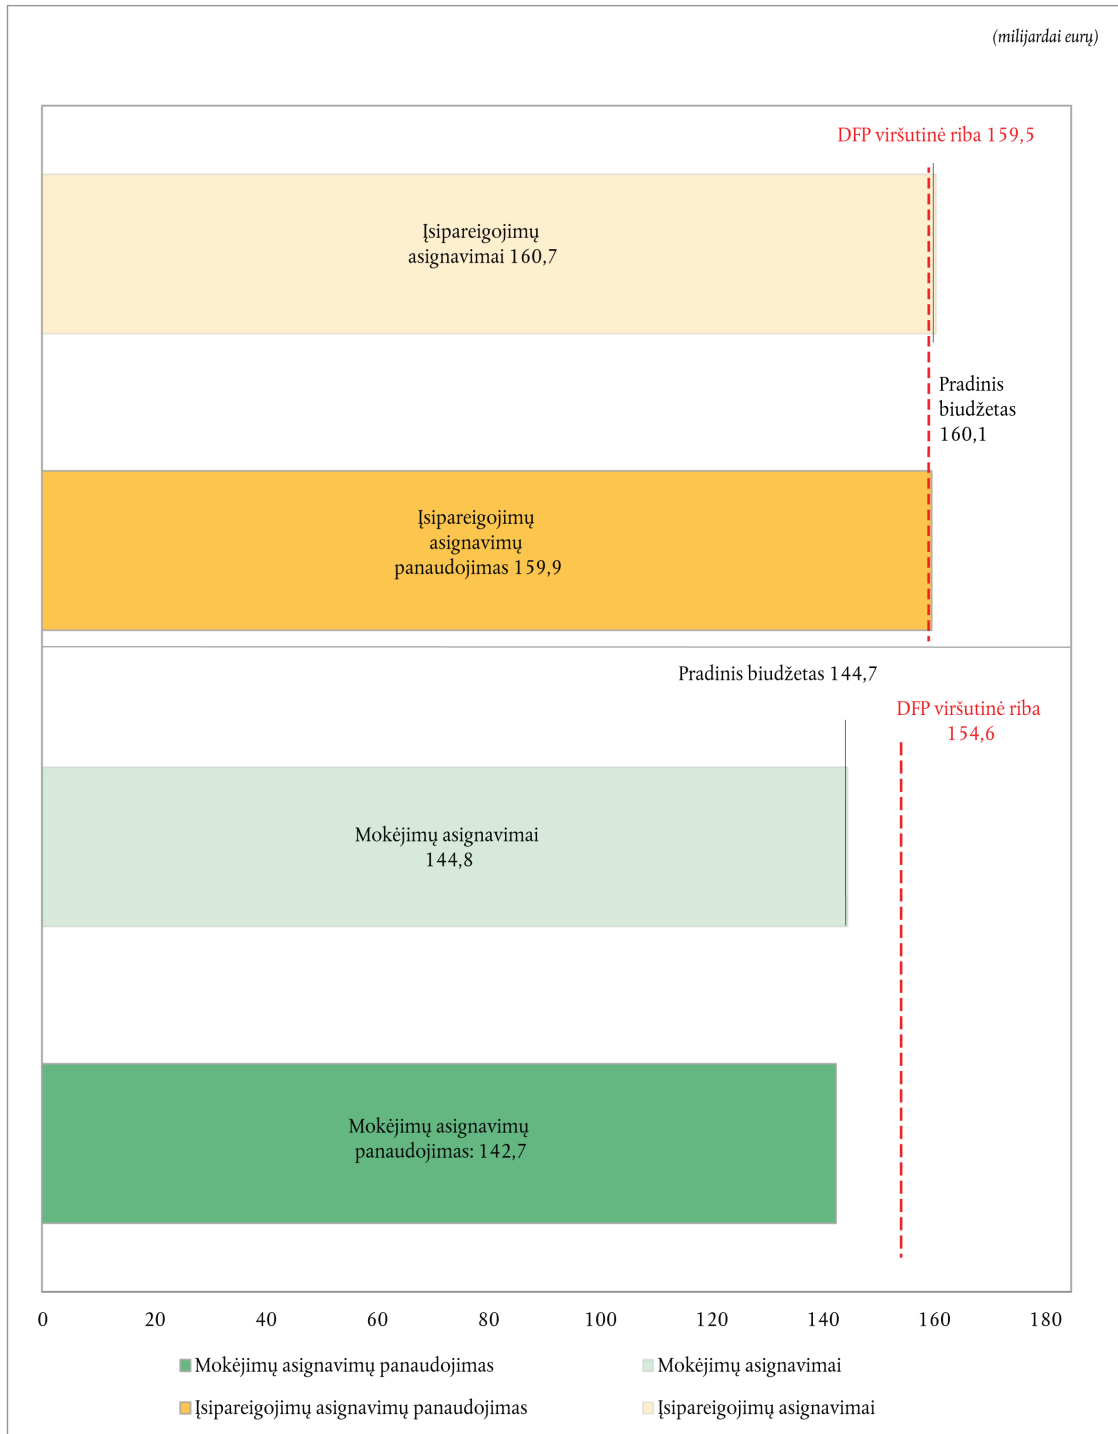 (milijardai eurų)
DFP viršutinė riba 159,5
Įsipareigojimų
asignavimai 160,7
Pradinis
biudžetas
160,1
Įsipareigojimų
asignavimų
panaudojimas 159,9
Pradinis biudžetas 144,7
DFP viršutinė riba
154,6
Mokėjimų asignavimai
144,8
Mokėjimų asignavimų
panaudojimas: 142,7
0 20 40 60 80 100 120 140 160 180
Mokėjimų asignavimų panaudojimas
Mokėjimų asignavimai
Įsipareigojimų asignavimų panaudojimas
Įsipareigojimų asignavimai